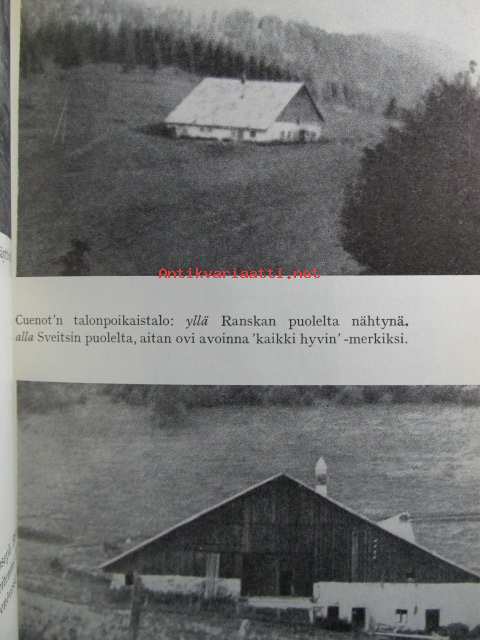 Antikvariaatti.net
Cuenot'n talonpoikaistalo: yllä Ranskan puolelta nähtynä,
alla Sveitsin puolelta, aitan ovi avoinna 'kaikki hyvin' -merkiksi.